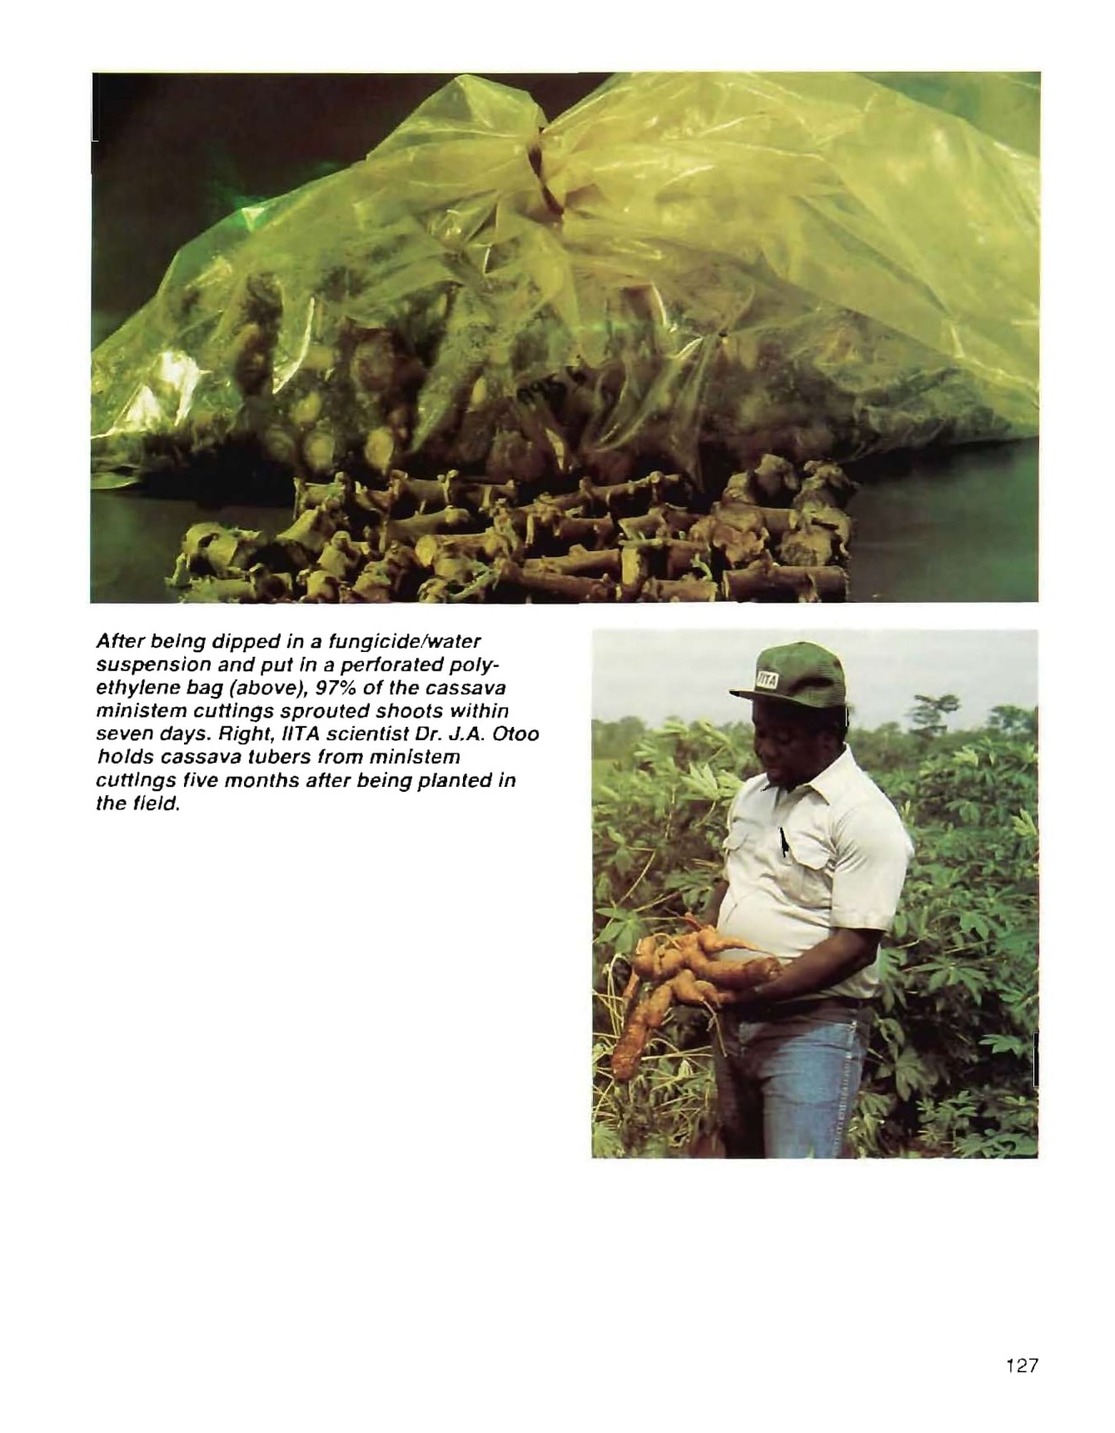 IITA
After being dipped in a fungicide/water
suspension and put in a perforated poly-
ethylene bag (above), 97% of the cassava
ministem cuttings sprouted shoots within
seven days. Right, IITA scientist Dr. J.A. Otoo
holds cassava tubers from ministem
cuttings five months after being planted in
the field.
127